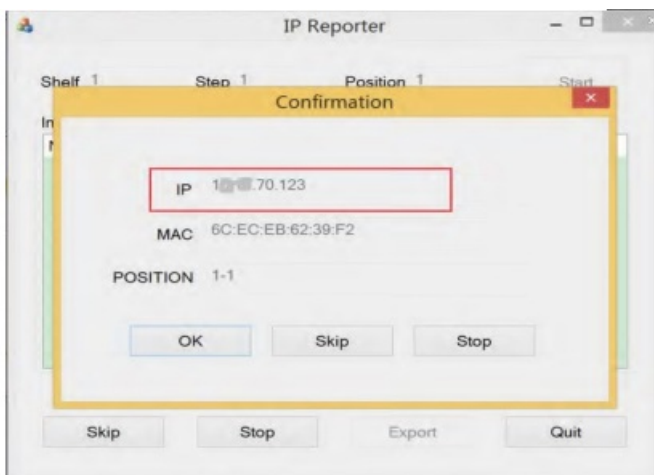 IP Reporter
Shelf 1 Step 1 Position 1 Start
Confirmation
IP .70.123
MAC 6C:EC:EB:62:39:F2
POSITION 1-1
OK Skip Stop
Skip Stop Export Quit